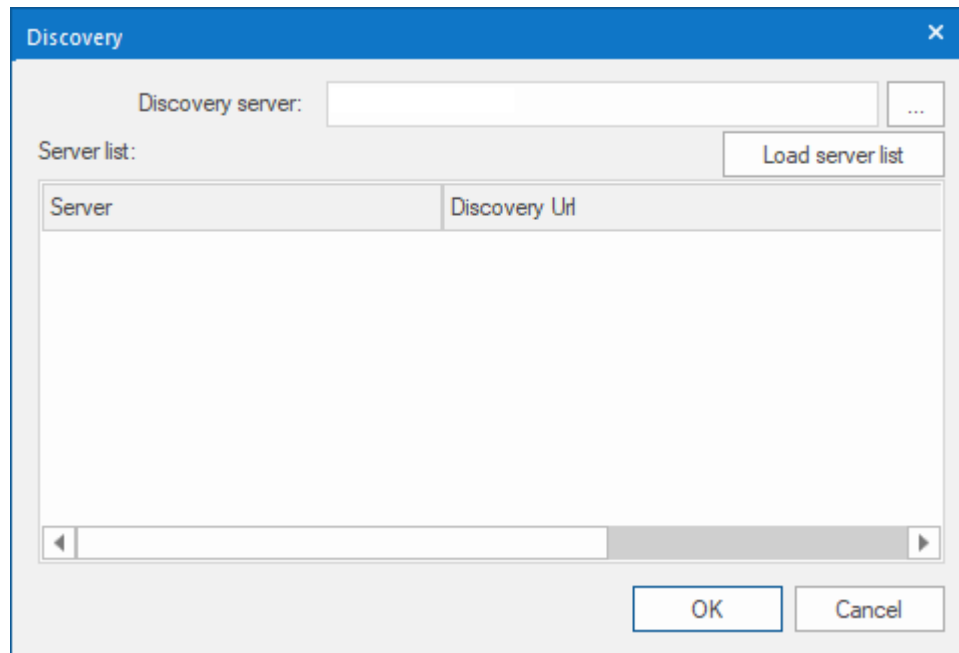 Discovery
Discovery server:
...
Server list:
Load server list
Server Discovery Url
OK Cancel